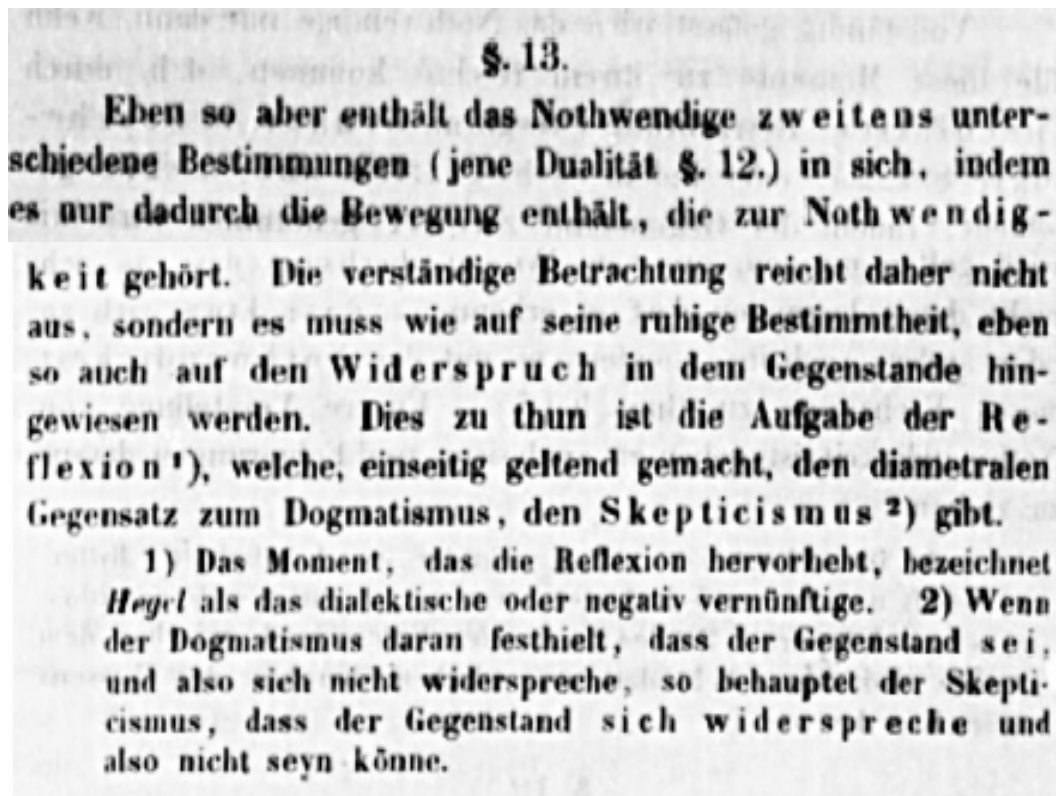 §. 13.
Eben so aber enthält das Nothwendige zweitens unter-
schiedene Bestimmungen (jene Dualität §. 12.) in sich, indem
es nur dadurch die Bewegung enthält, die zur Nothwendig-
keit gehört. Die verständige Betrachtung reicht daher nicht
aus, sondern es muss wie auf seine ruhige Bestimmtheit, eben
so auch auf den Widerspruch in dem Gegenstande hin-
gewiesen werden. Dies zu thun ist die Aufgabe der Re-
flexion ¹), welche, einseitig geltend gemacht, den diametralen
Gegensatz zum Dogmatismus, den Skepticismus ²) gibt.
1) Das Moment, das die Reflexion hervorhebt, bezeichnet
Hegel als das dialektische oder negativ vernünftige. 2) Wenn
der Dogmatismus daran festhielt, dass der Gegenstand sei,
und also sich nicht widerspreche, so behauptet der Skepti-
cismus, dass der Gegenstand sich widerspreche und
also nicht seyn könne.